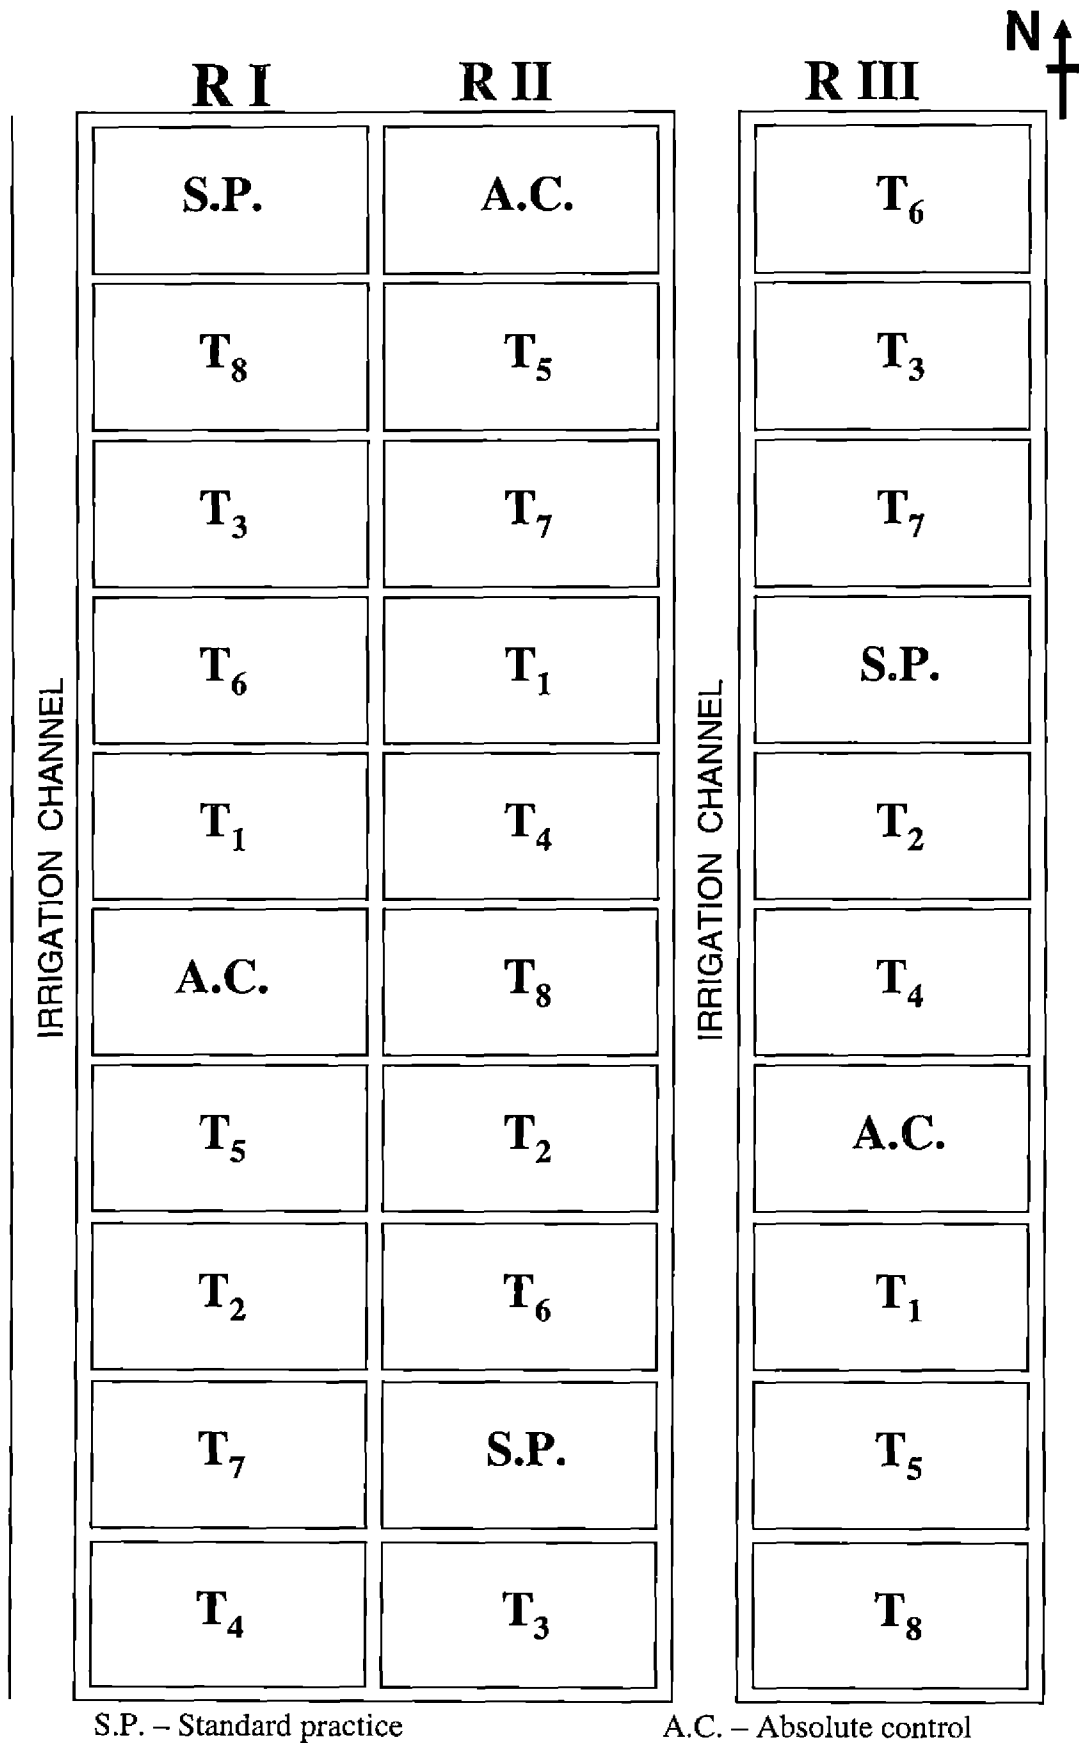 N
R I R II R III
S.P. A.C. T6
T8 T5 T3
T3 T7 T7
T6 T1 S.P.
T1 T4 T2
A.C. T8 T4
T5 T2 A.C.
T2 T6 T1
T7 S.P. T5
T4 T3 T8
IRRIGATION CHANNEL
IRRIGATION CHANNEL
S.P. – Standard practice A.C. – Absolute control